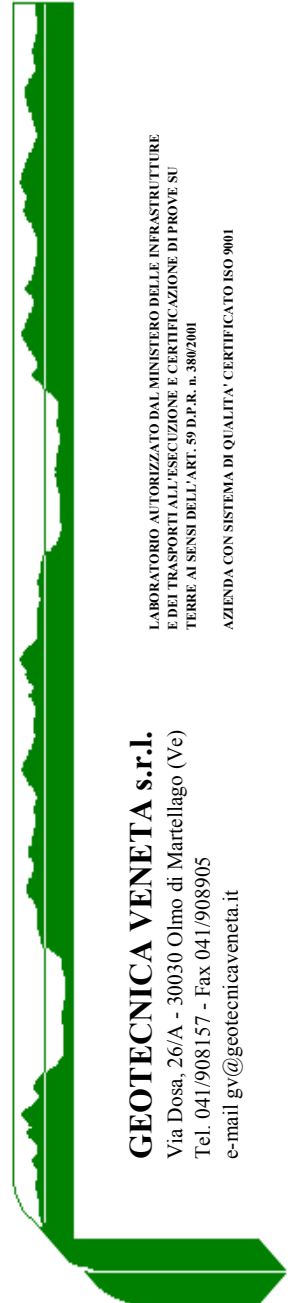 GEOTECNICA VENETA s.r.l.
Via Dosa, 26/A - 30030 Olmo di Martellago (Ve)
Tel. 041/908157 - Fax 041/908905
e-mail gv@geotecnicaveneta.it
LABORATORIO AUTORIZZATO DAL MINISTERO DELLE INFRASTRUTTURE
E DEI TRASPORTI ALL'ESECUZIONE E CERTIFICAZIONE DI PROVE SU
TERRE AI SENSI DELL'ART. 59 D.P.R. n. 380/2001
AZIENDA CON SISTEMA DI QUALITA' CERTIFICATO ISO 9001